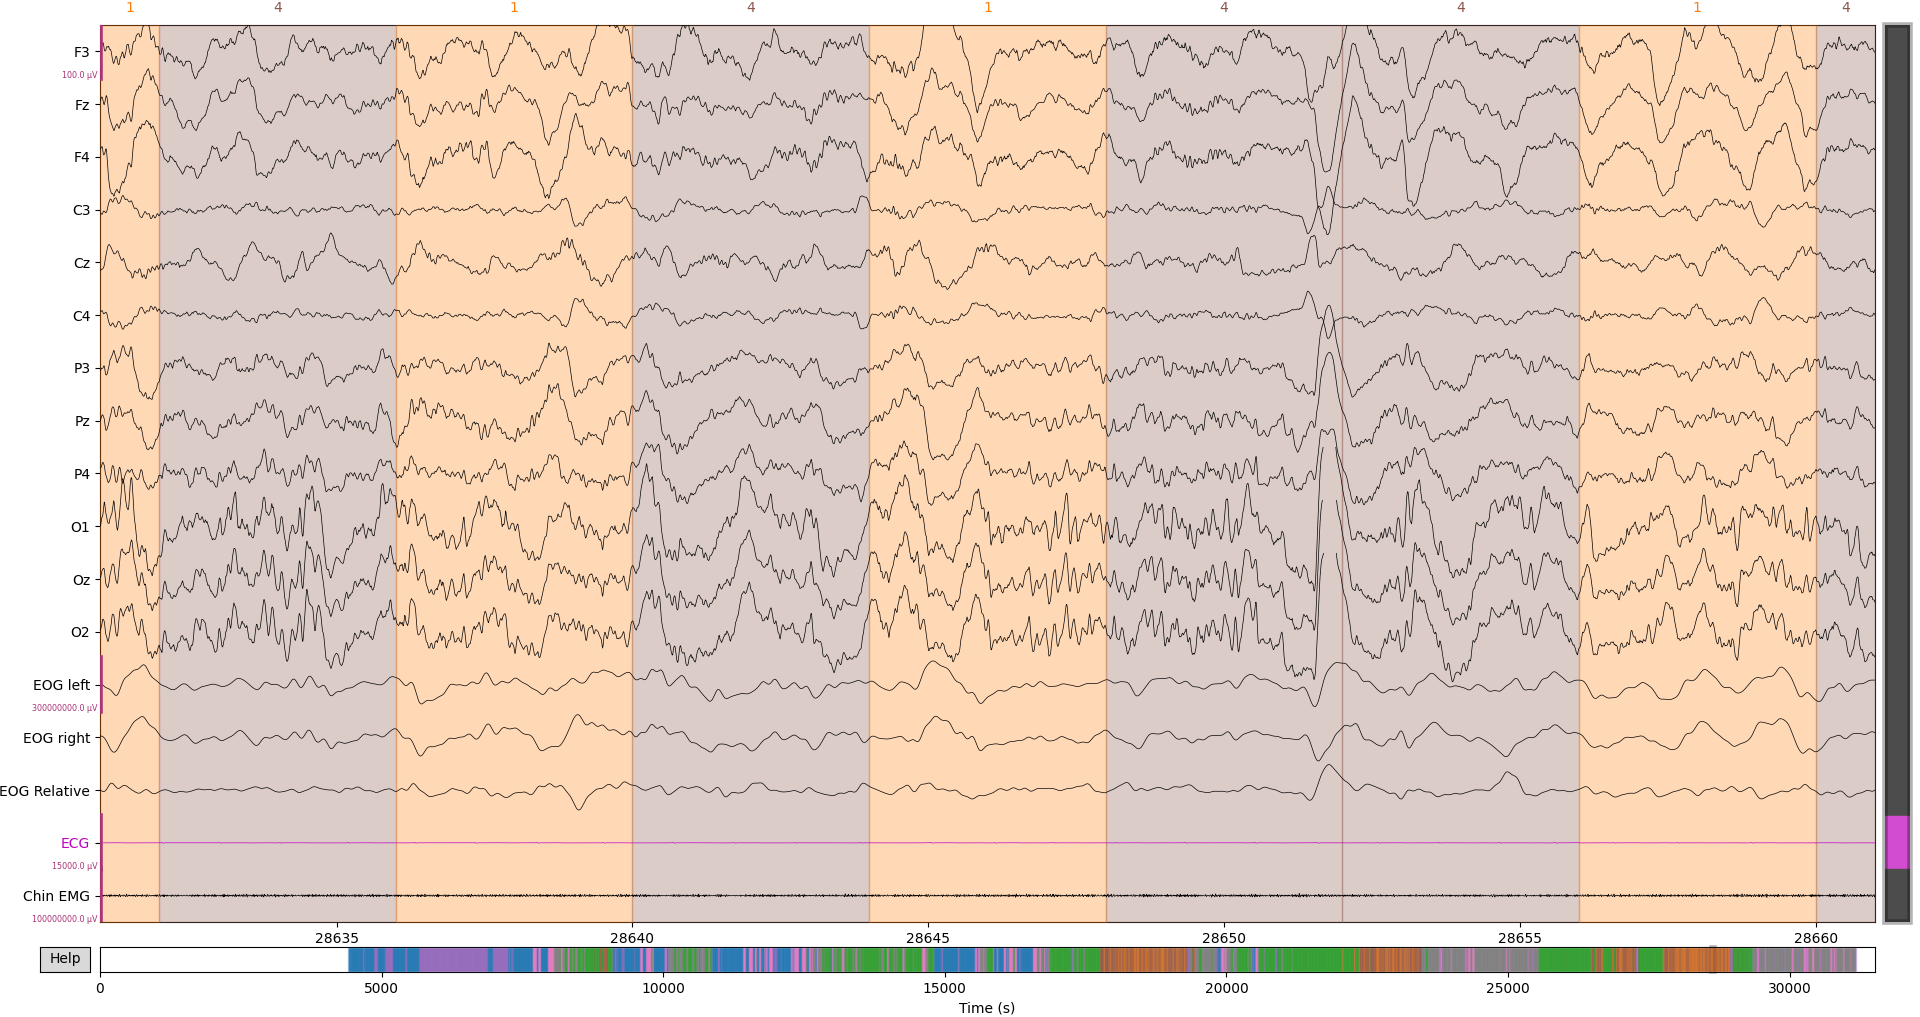 1 4 1 4 1 4 4 1 4
F3
100.0 µV
Fz
F4
C3
Cz
C4
P3
Pz
P4
O1
Oz
O2
EOG left
300000000.0 µV
EOG right
EOG Relative
ECG
15000.0 µV
Chin EMG
100000000.0 µV
28635 28640 28645 28650 28655 28660
Help
0 5000 10000 15000 20000 25000 30000
Time (s)